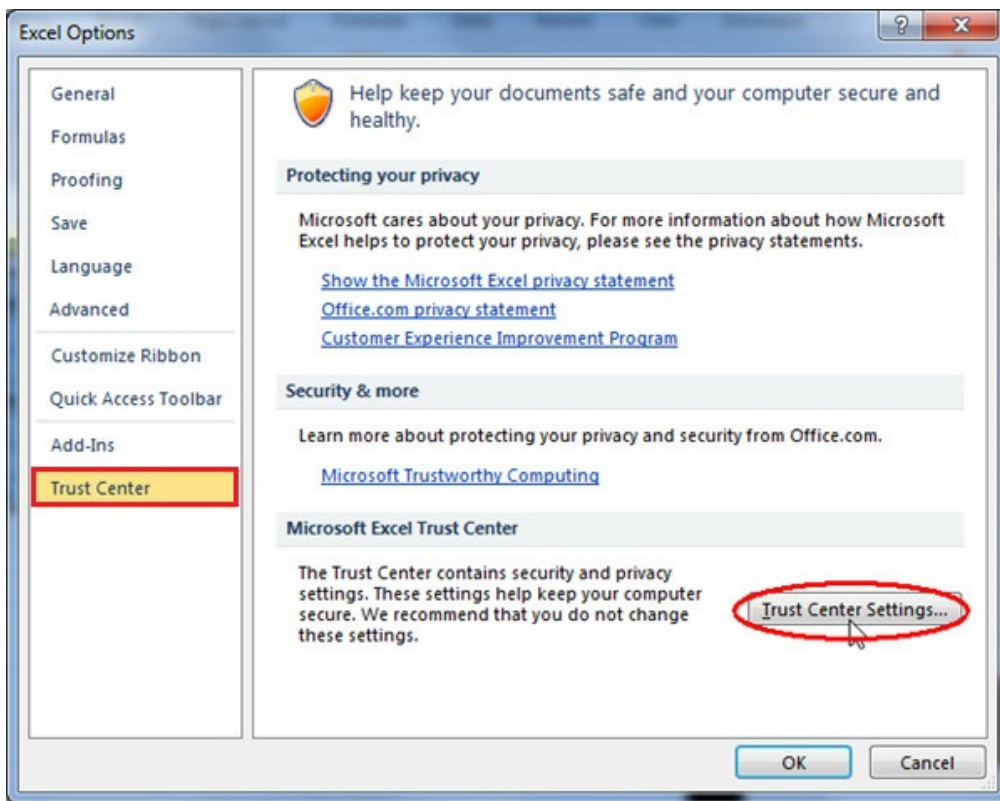 Excel Options
General
Formulas
Proofing
Save
Language
Advanced
Customize Ribbon
Quick Access Toolbar
Add-Ins
Trust Center
Help keep your documents safe and your computer secure and
healthy.
Protecting your privacy
Microsoft cares about your privacy. For more information about how Microsoft
Excel helps to protect your privacy, please see the privacy statements.
Show the Microsoft Excel privacy statement
Office.com privacy statement
Customer Experience Improvement Program
Security & more
Learn more about protecting your privacy and security from Office.com.
Microsoft Trustworthy Computing
Microsoft Excel Trust Center
The Trust Center contains security and privacy
settings. These settings help keep your computer
secure. We recommend that you do not change
these settings.
Trust Center Settings...
OK
Cancel